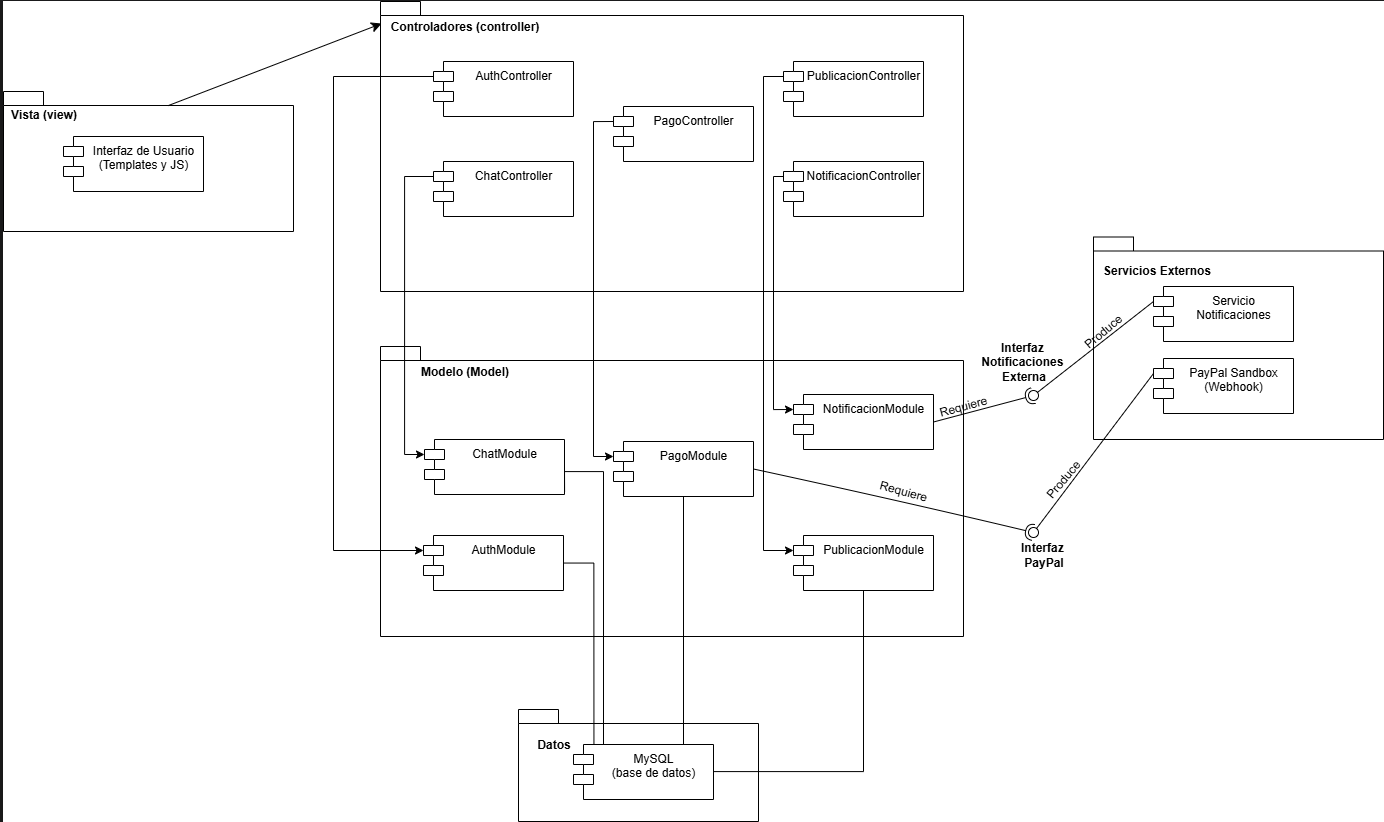 Controladores (controller)
AuthController
PublicacionController
PagoController
ChatController
NotificacionController
Vista (view)
Interfaz de Usuario
(Templates y JS)
Servicios Externos
Servicio
Notificaciones
PayPal Sandbox
(Webhook)
Produce
Interfaz
Notificaciones
Externa
Requiere
Modelo (Model)
NotificacionModule
ChatModule
PagoModule
Requiere
Produce
Interfaz
PayPal
AuthModule
PublicacionModule
Datos
MySQL
(base de datos)